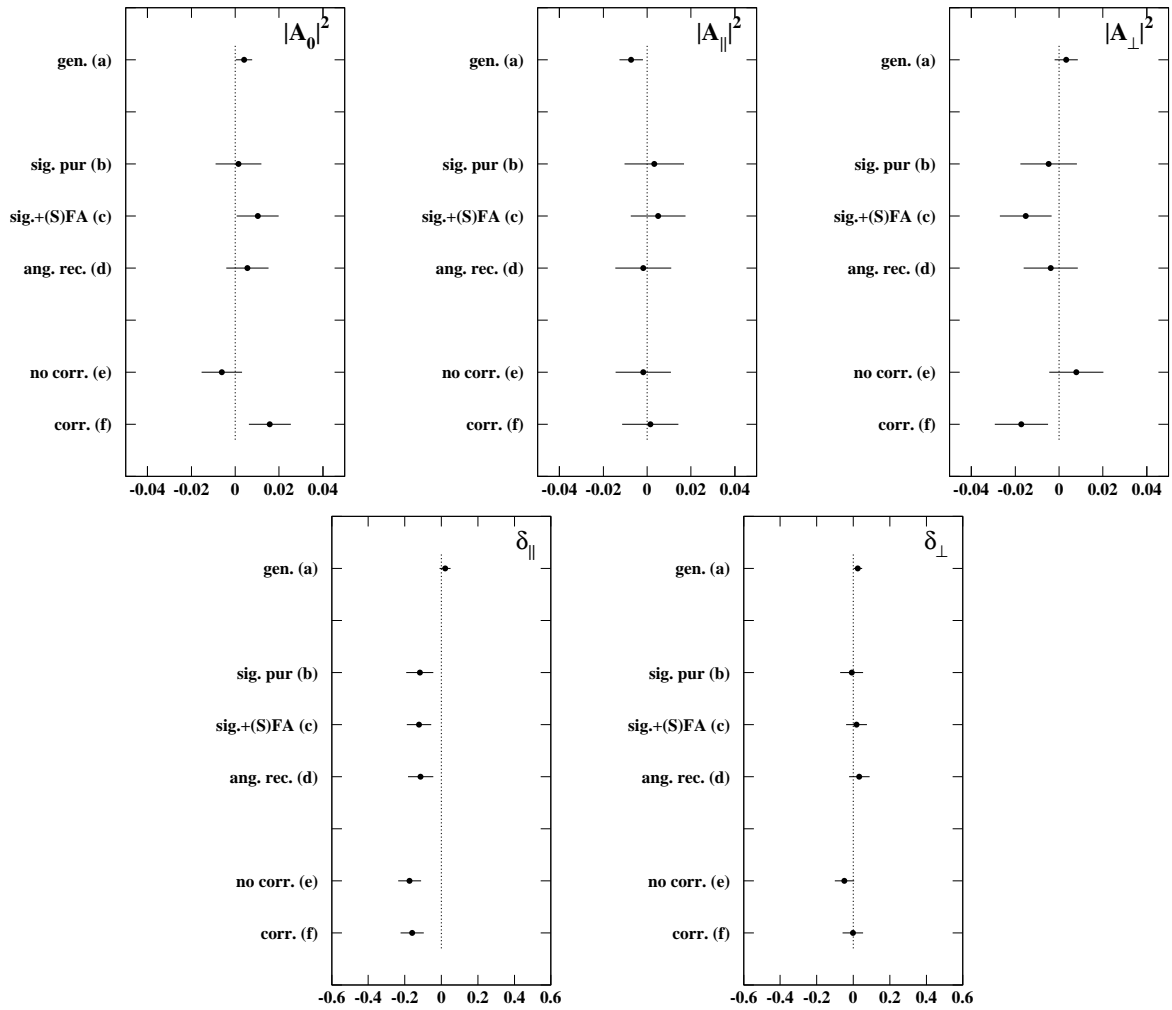 |A₀|²
gen. (a)
sig. pur (b)
sig.+(S)FA (c)
ang. rec. (d)
no corr. (e)
corr. (f)
-0.04 -0.02 0 0.02 0.04
|A∥|²
gen. (a)
sig. pur (b)
sig.+(S)FA (c)
ang. rec. (d)
no corr. (e)
corr. (f)
-0.04 -0.02 0 0.02 0.04
|A⊥|²
gen. (a)
sig. pur (b)
sig.+(S)FA (c)
ang. rec. (d)
no corr. (e)
corr. (f)
-0.04 -0.02 0 0.02 0.04
δ∥
gen. (a)
sig. pur (b)
sig.+(S)FA (c)
ang. rec. (d)
no corr. (e)
corr. (f)
-0.6 -0.4 -0.2 0 0.2 0.4 0.6
δ⊥
gen. (a)
sig. pur (b)
sig.+(S)FA (c)
ang. rec. (d)
no corr. (e)
corr. (f)
-0.6 -0.4 -0.2 0 0.2 0.4 0.6